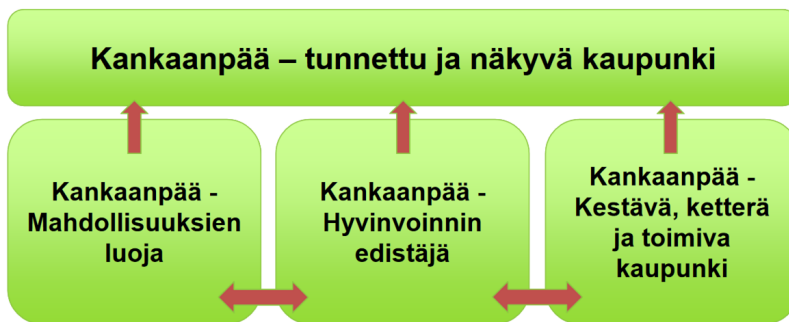 Kankaanpää – tunnettu ja näkyvä kaupunki
Kankaanpää -
Mahdollisuuksien
luoja
Kankaanpää -
Hyvinvoinnin
edistäjä
Kankaanpää -
Kestävä, ketterä
ja toimiva
kaupunki